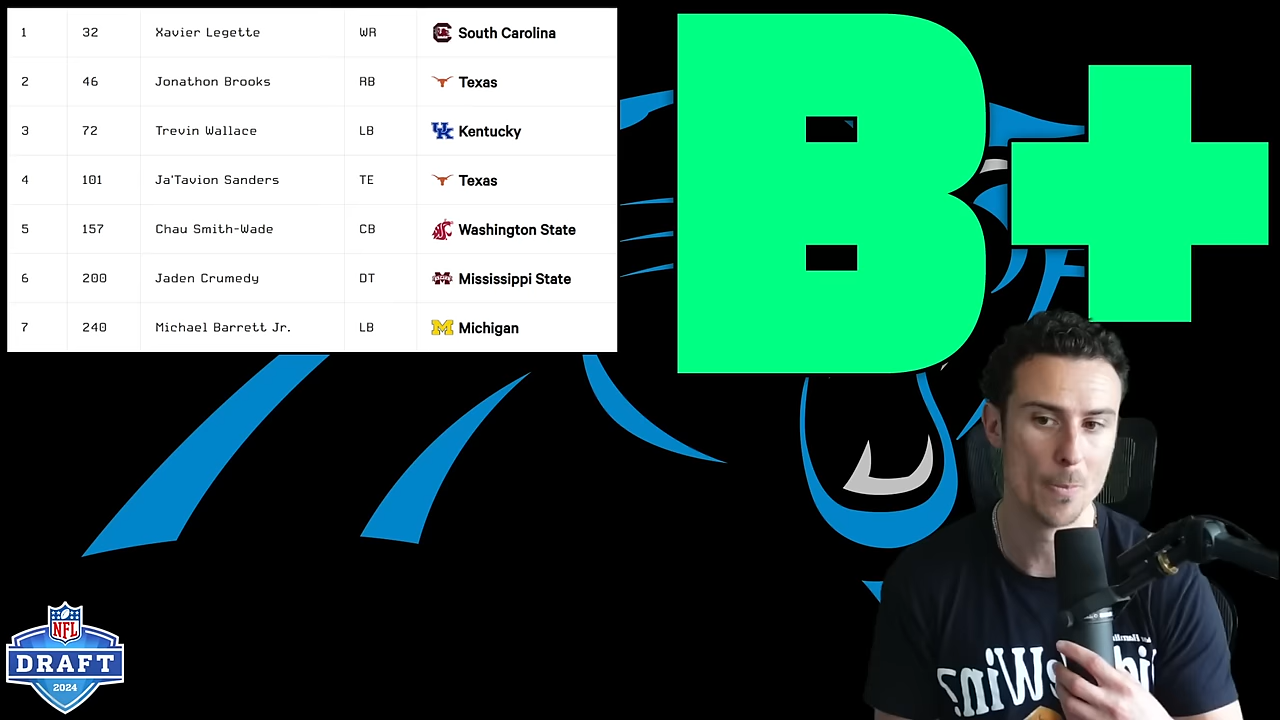 1 32 Xavier Legette WR South Carolina
2 46 Jonathon Brooks RB Texas
3 72 Trevin Wallace LB Kentucky
4 101 Ja'Tavion Sanders TE Texas
5 157 Chau Smith-Wade CB Washington State
6 200 Jaden Crumedy DT Mississippi State
7 240 Michael Barrett Jr. LB Michigan
B+
NFL
DRAFT
2024